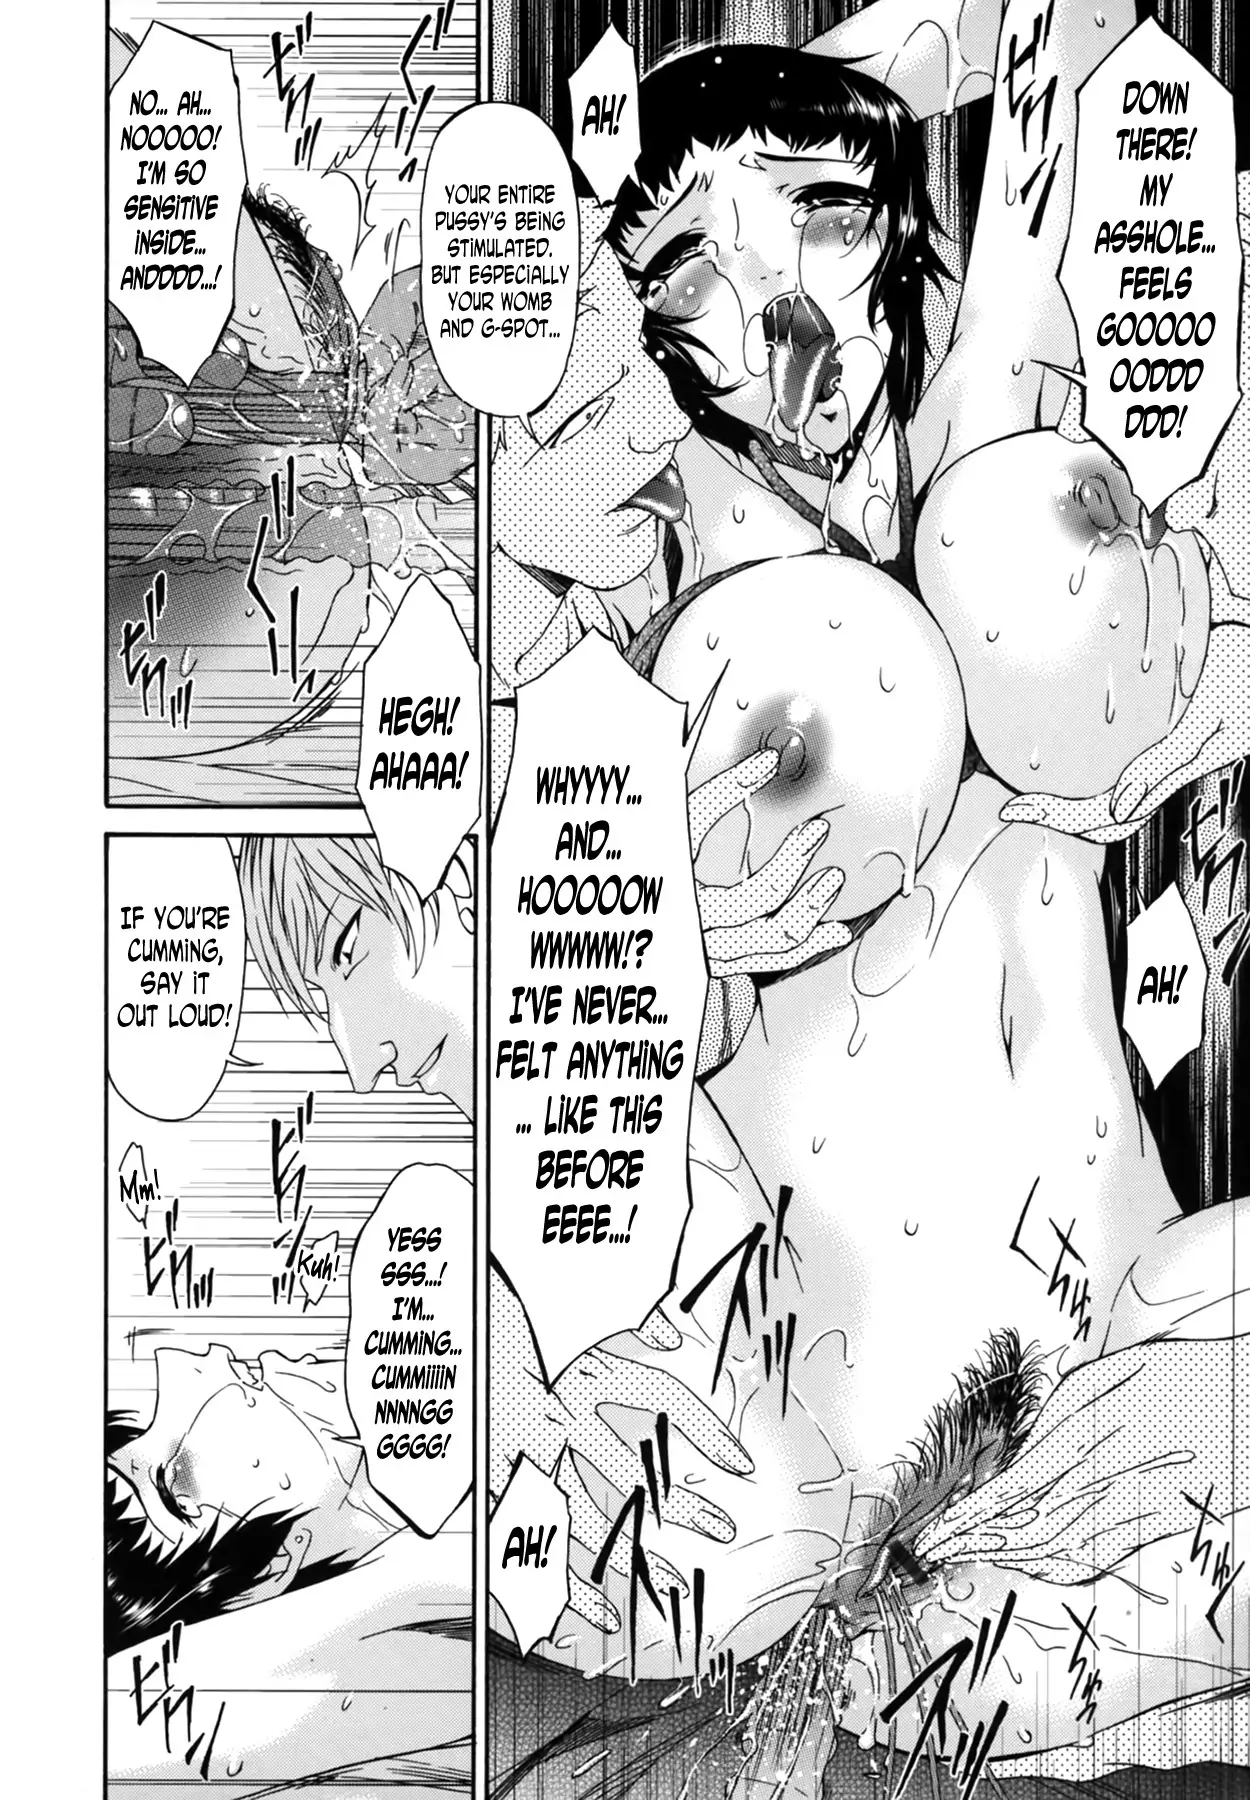 DOWN
THERE!
MY
ASSHOLE...
FEELS
GOOOOO
OODDD
DDD!
AH!
YOUR ENTIRE
PUSSY'S BEING
STIMULATED.
BUT ESPECIALLY
YOUR WOMB
AND G-SPOT...
WHYYYY...
AND...
HOOOOOW
WWWWW!?
I'VE NEVER...
FELT ANYTHING
... LIKE THIS
BEFORE
EEEE...!
AH!
AH!
NO... AH...
NOOOOO!
I'M SO
SENSITIVE
INSIDE...
ANDDDD...!
HEGH!
AHAAA!
IF YOU'RE
CUMMING,
SAY IT
OUT LOUD!
Mm!
Kuh!
YESS
SSS...!
I'M...
CUMMING...
CUMMIIIIN
NNNNGG
GGGG!